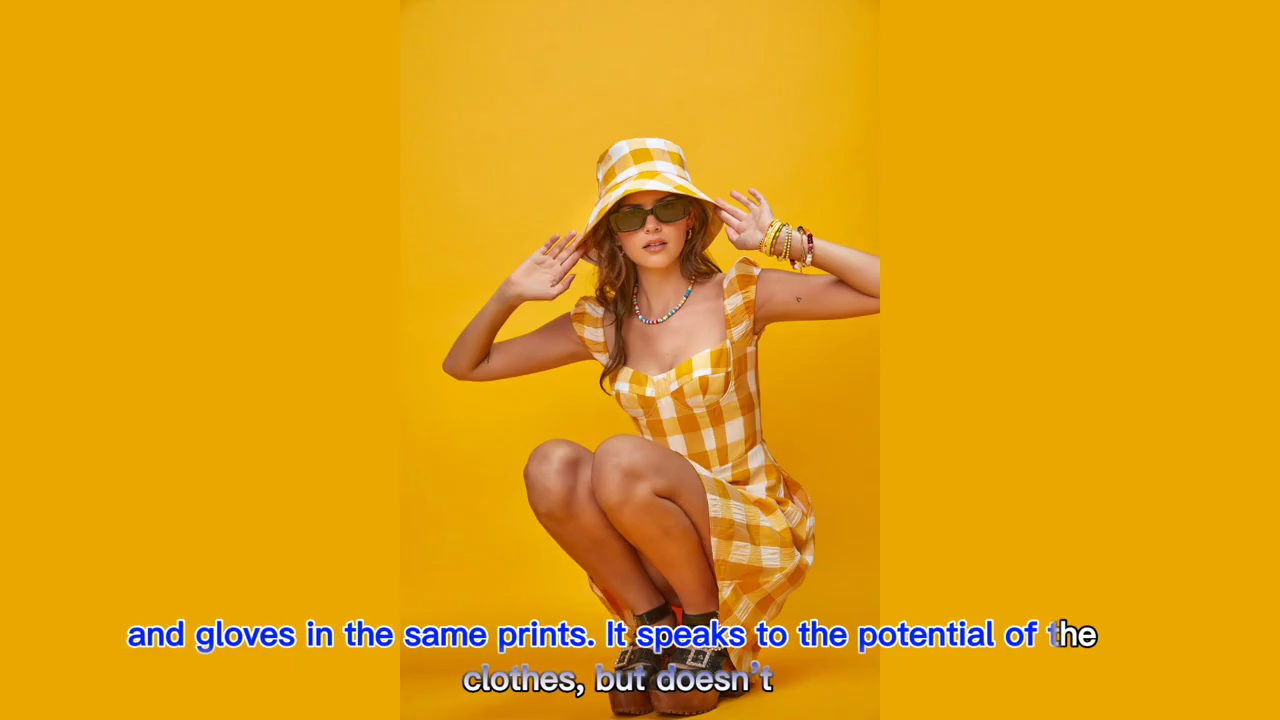 and gloves in the same prints. It speaks to the potential of the
clothes, but doesn't